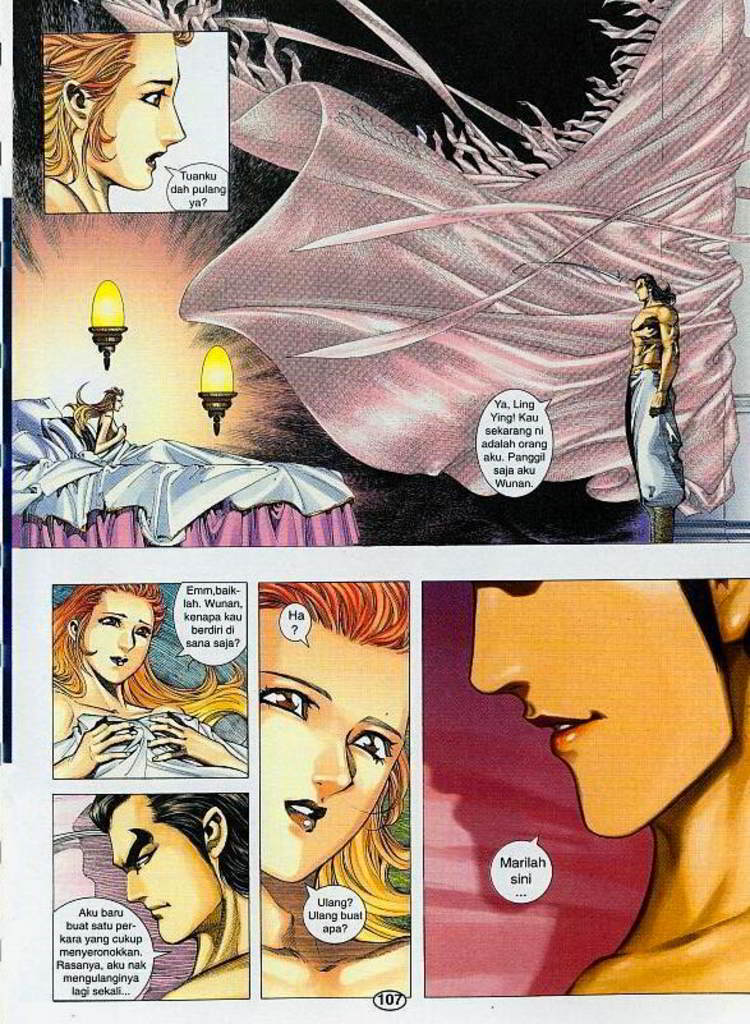 Tuanku
dah pulang
ya?
Ya, Ling
Ying! Kau
sekarang ni
adalah orang
aku. Panggil
saja aku
Wunan.
Emm,baik-
lah. Wunan,
kenapa kau
berdiri di
sana saja?
Aku baru
buat satu per-
kara yang cukup
menyeronokkan.
Rasanya, aku nak
mengulanginya
lagi sekali...
Ha
?
Ulang?
Ulang buat
apa?
Marilah
sini
...
107